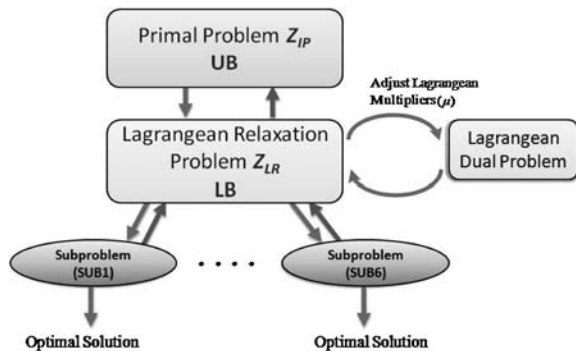 Primal Problem Z_IP
UB
Adjust Lagrangean
Multipliers(μ)
Lagrangean Relaxation
Problem Z_LR
LB
Lagrangean
Dual Problem
Subproblem
(SUB1)
. . . .
Subproblem
(SUB6)
Optimal Solution
Optimal Solution